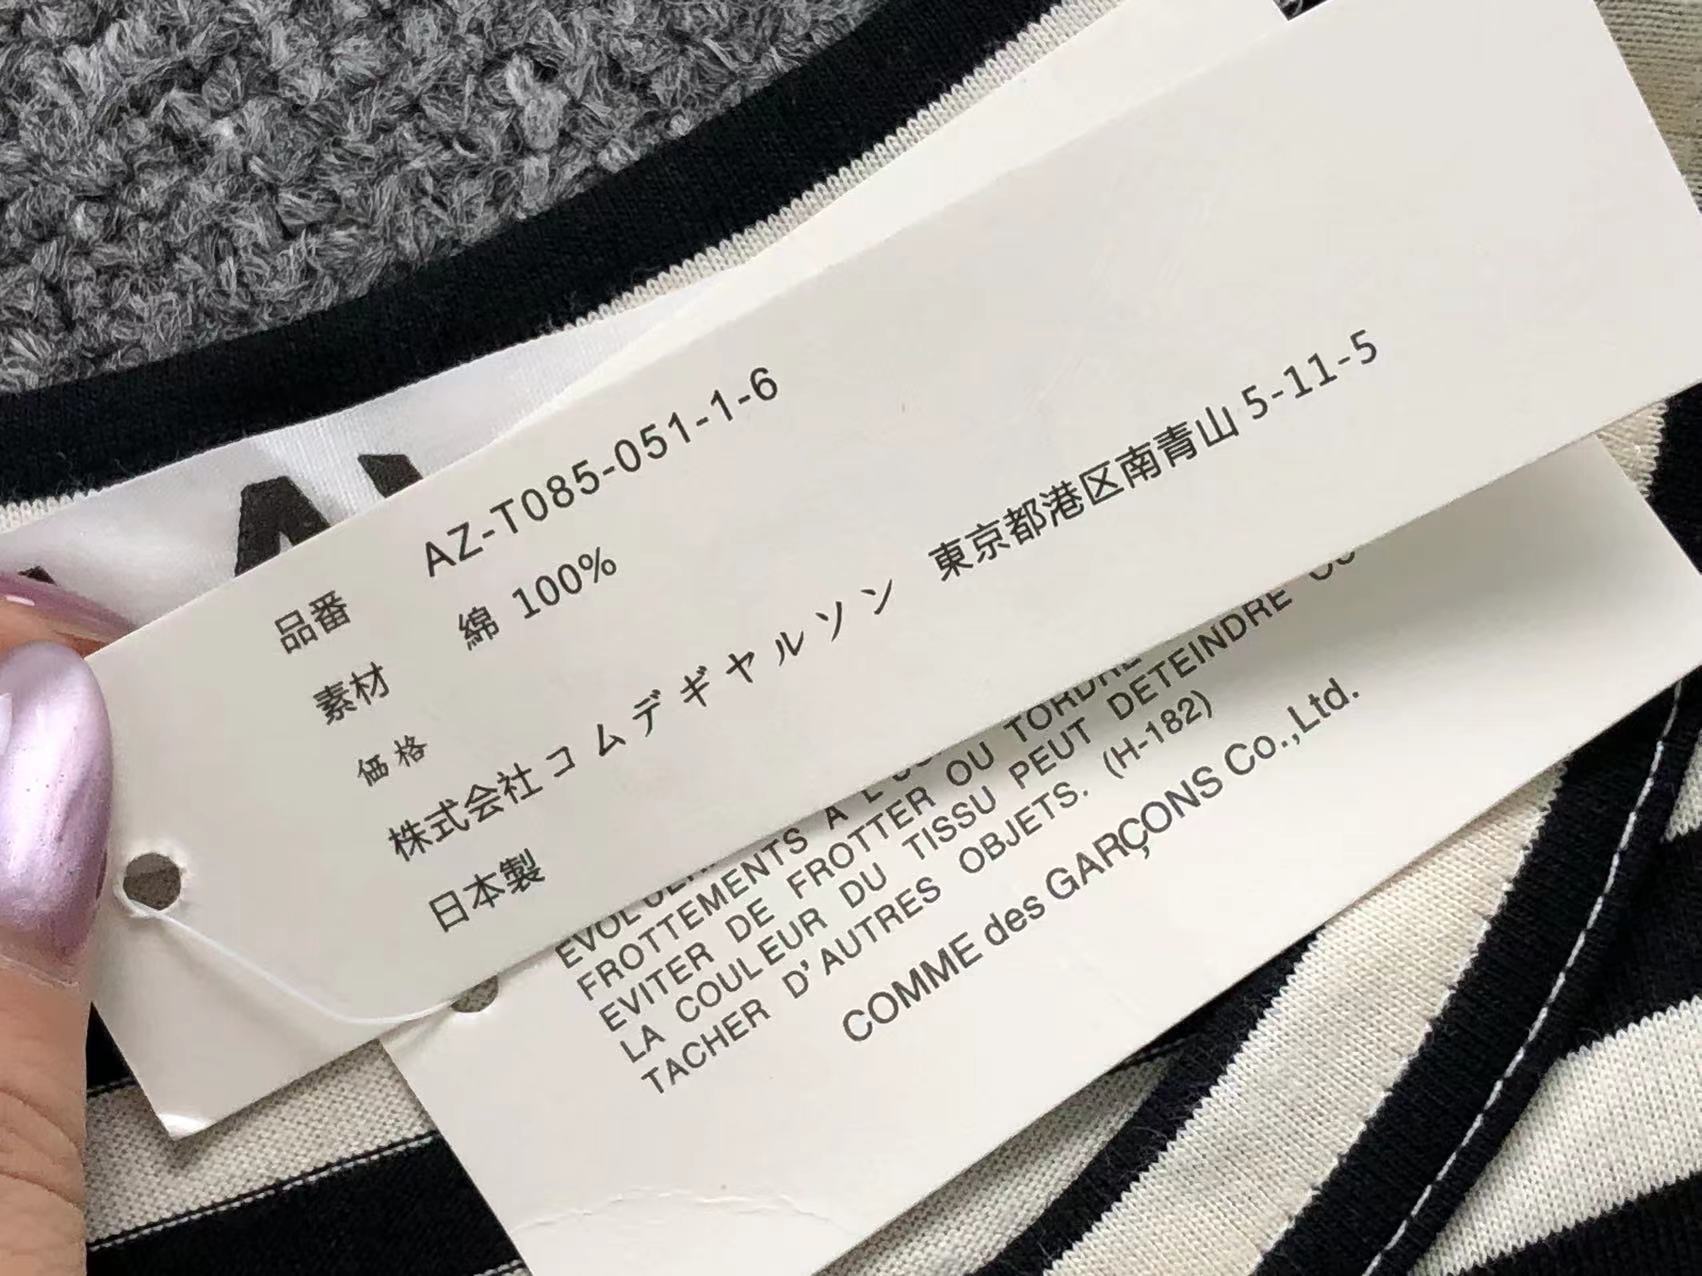 品番 AZ-T085-051-1-6
素材 綿 100%
価格
株式会社 コムデギャルソン 東京都港区南青山 5-11-5
日本製
FROTTEMENTS A
EVITER DE FROTTER OU TORDRE
LA COULEUR DU TISSU PEUT DETEINDRE
TACHER D'AUTRES OBJETS. (H-182)
COMME des GARÇONS Co.,Ltd.